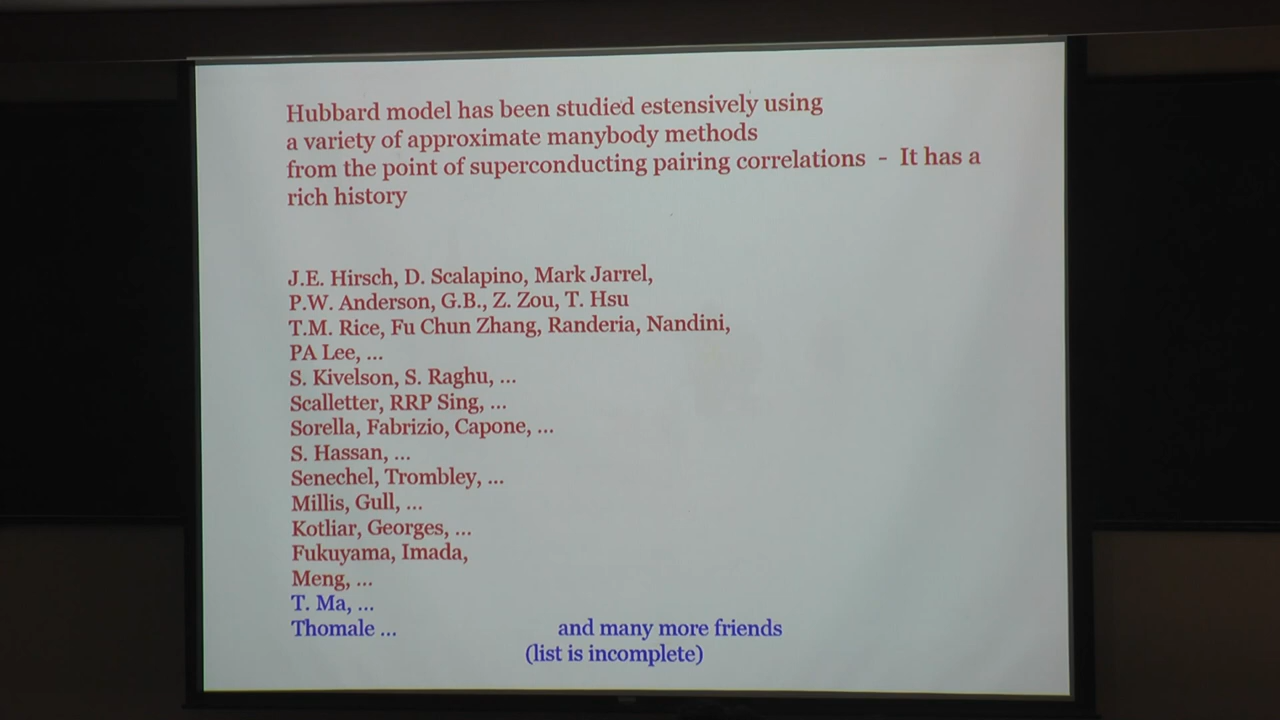 Hubbard model has been studied estensively using
a variety of approximate manybody methods
from the point of superconducting pairing correlations - It has a
rich history
J.E. Hirsch, D. Scalapino, Mark Jarrel,
P.W. Anderson, G.B., Z. Zou, T. Hsu
T.M. Rice, Fu Chun Zhang, Randeria, Nandini,
PA Lee, ...
S. Kivelson, S. Raghu, ...
Scalletter, RRP Sing, ...
Sorella, Fabrizio, Capone, ...
S. Hassan, ...
Senechel, Trombley, ...
Millis, Gull, ...
Kotliar, Georges, ...
Fukuyama, Imada,
Meng, ...
T. Ma, ...
Thomale ... and many more friends
(list is incomplete)